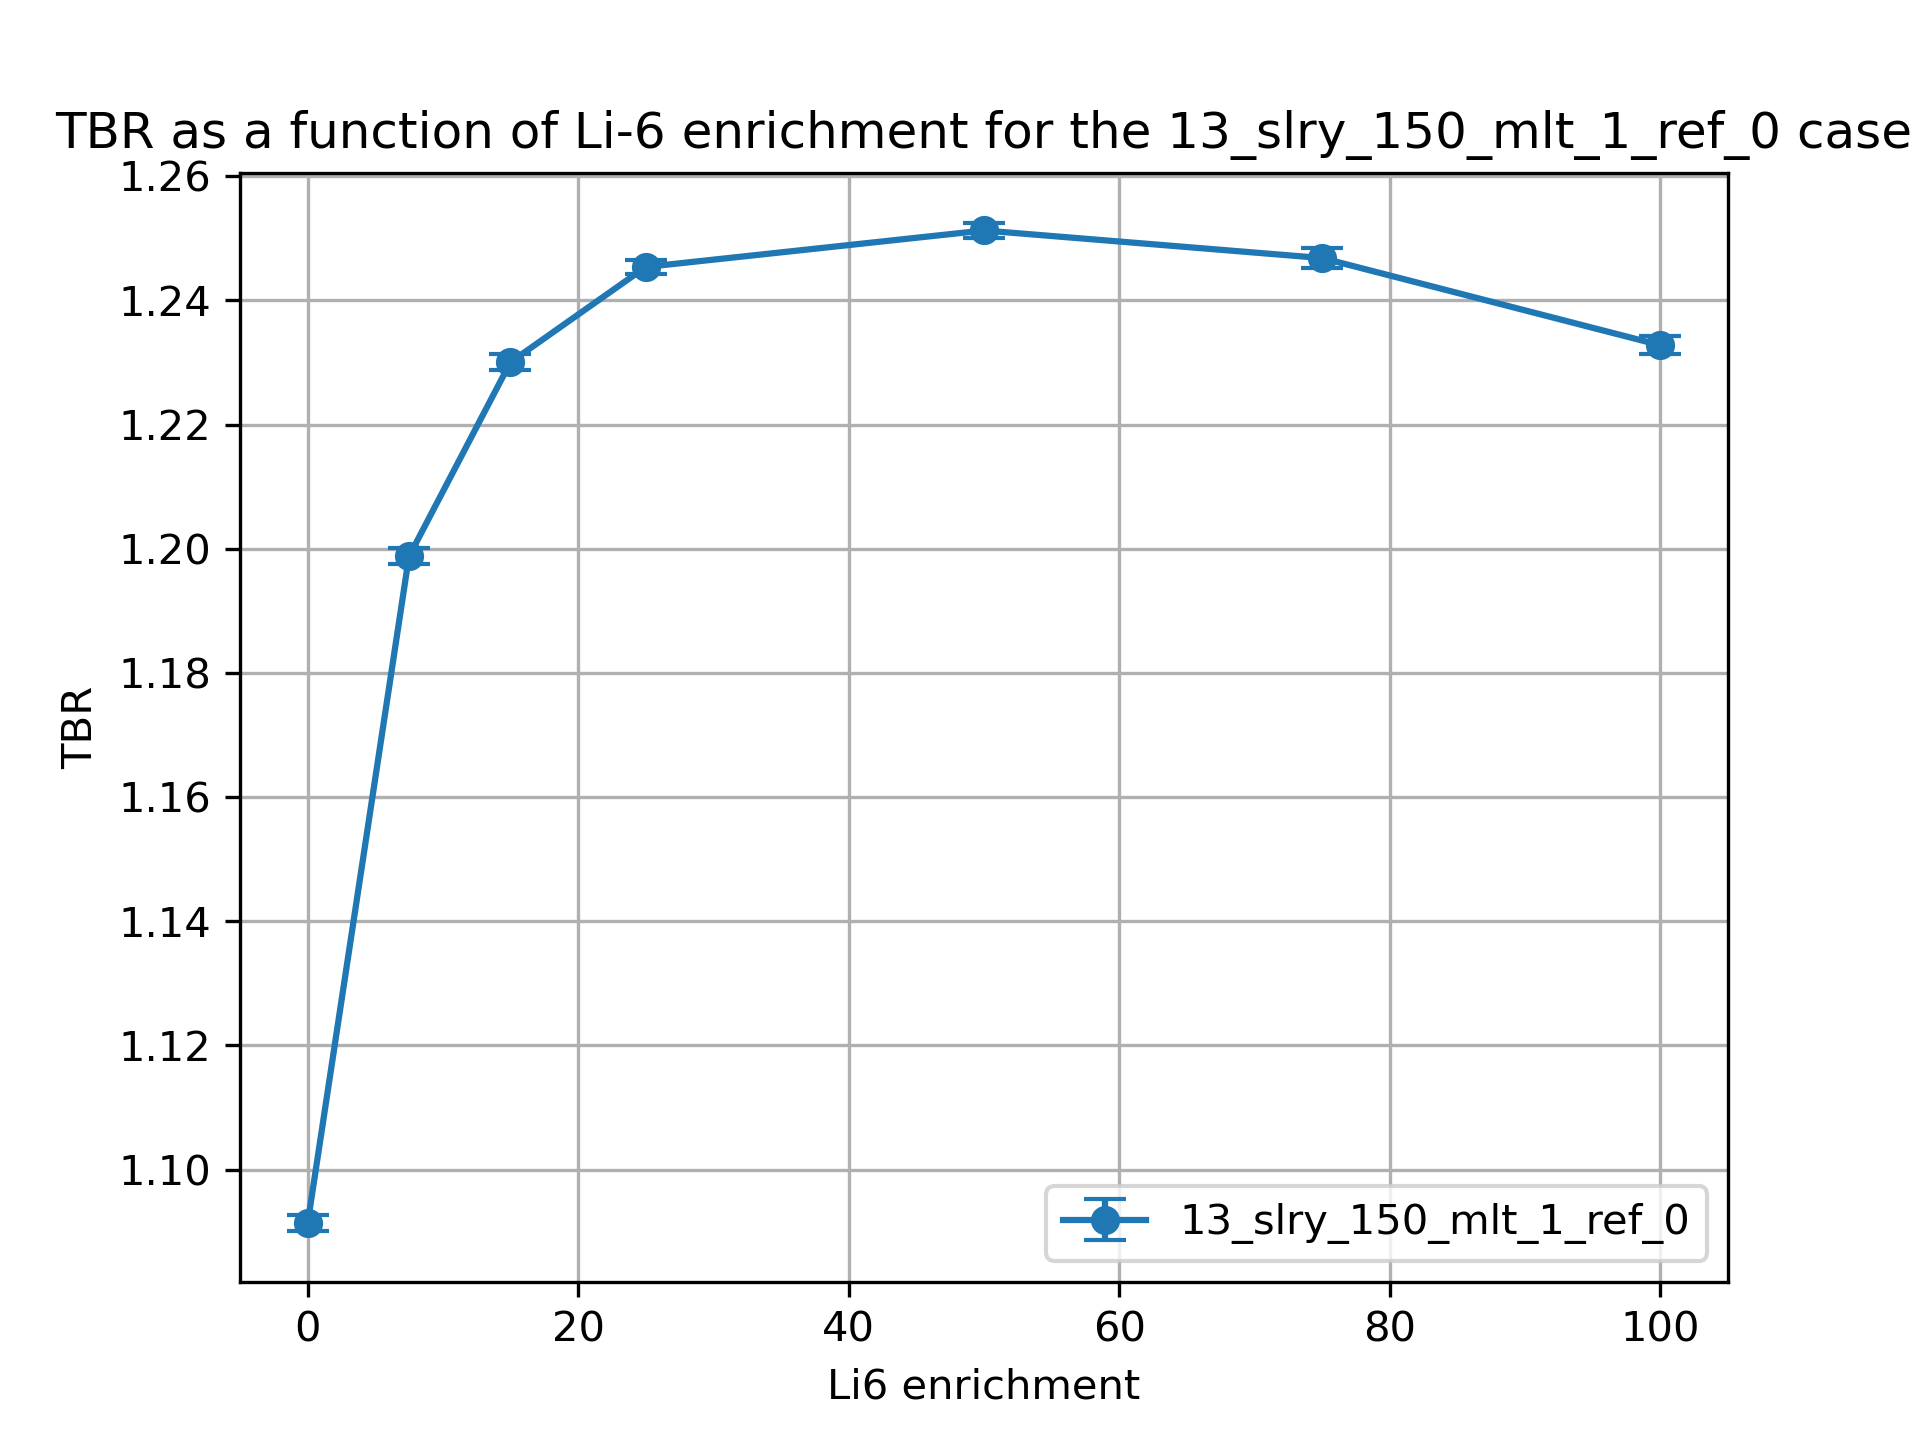 TBR as a function of Li-6 enrichment for the 13_slry_150_mlt_1_ref_0 case
1.26
1.24
1.22
1.20
1.18
1.16
1.14
1.12
1.10
TBR
13_slry_150_mlt_1_ref_0
0 20 40 60 80 100
Li6 enrichment